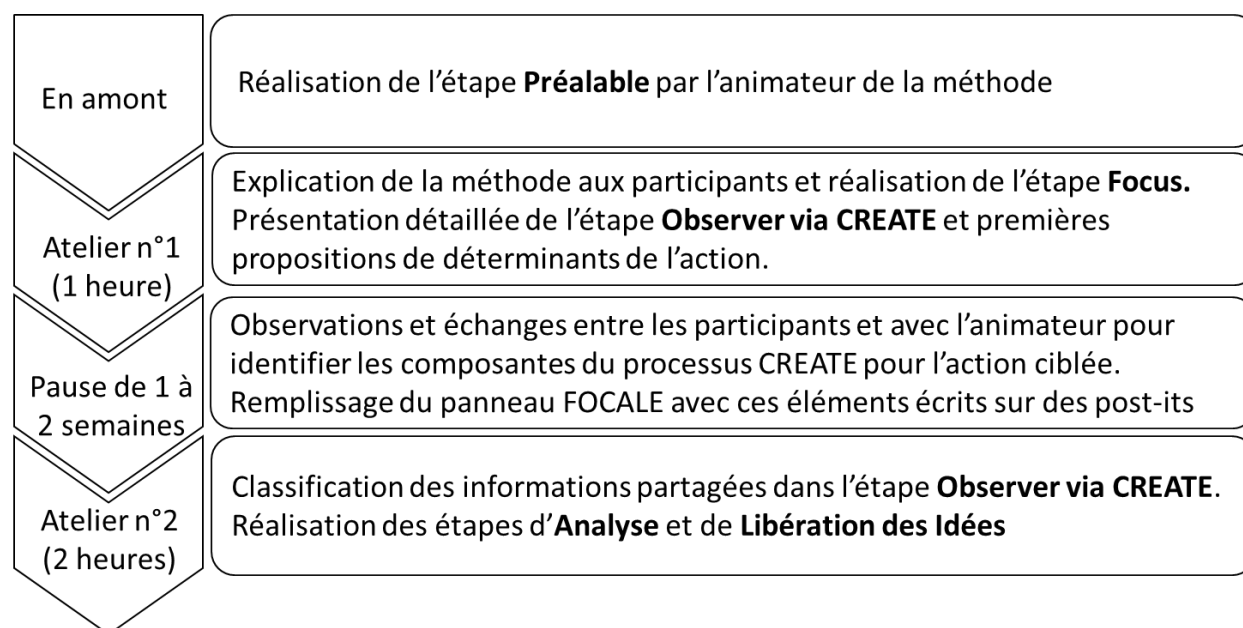 En amont
Réalisation de l’étape Préalable par l’animateur de la méthode
Atelier n°1
(1 heure)
Explication de la méthode aux participants et réalisation de l’étape Focus.
Présentation détaillée de l’étape Observer via CREATE et premières
propositions de déterminants de l’action.
Pause de 1 à
2 semaines
Observations et échanges entre les participants et avec l’animateur pour
identifier les composantes du processus CREATE pour l’action ciblée.
Remplissage du panneau FOCALE avec ces éléments écrits sur des post-its
Atelier n°2
(2 heures)
Classification des informations partagées dans l’étape Observer via CREATE.
Réalisation des étapes d’Analyse et de Libération des Idées